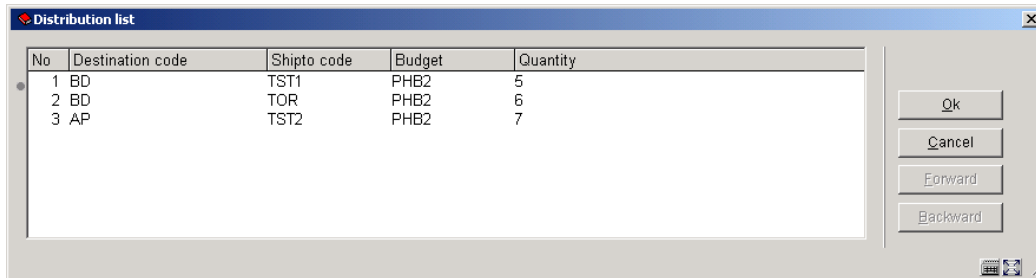 Distribution list
No Destination code Shipto code Budget Quantity
1 BD TST1 PHB2 5
2 BD TOR PHB2 6
3 AP TST2 PHB2 7
Ok
Cancel
Forward
Backward